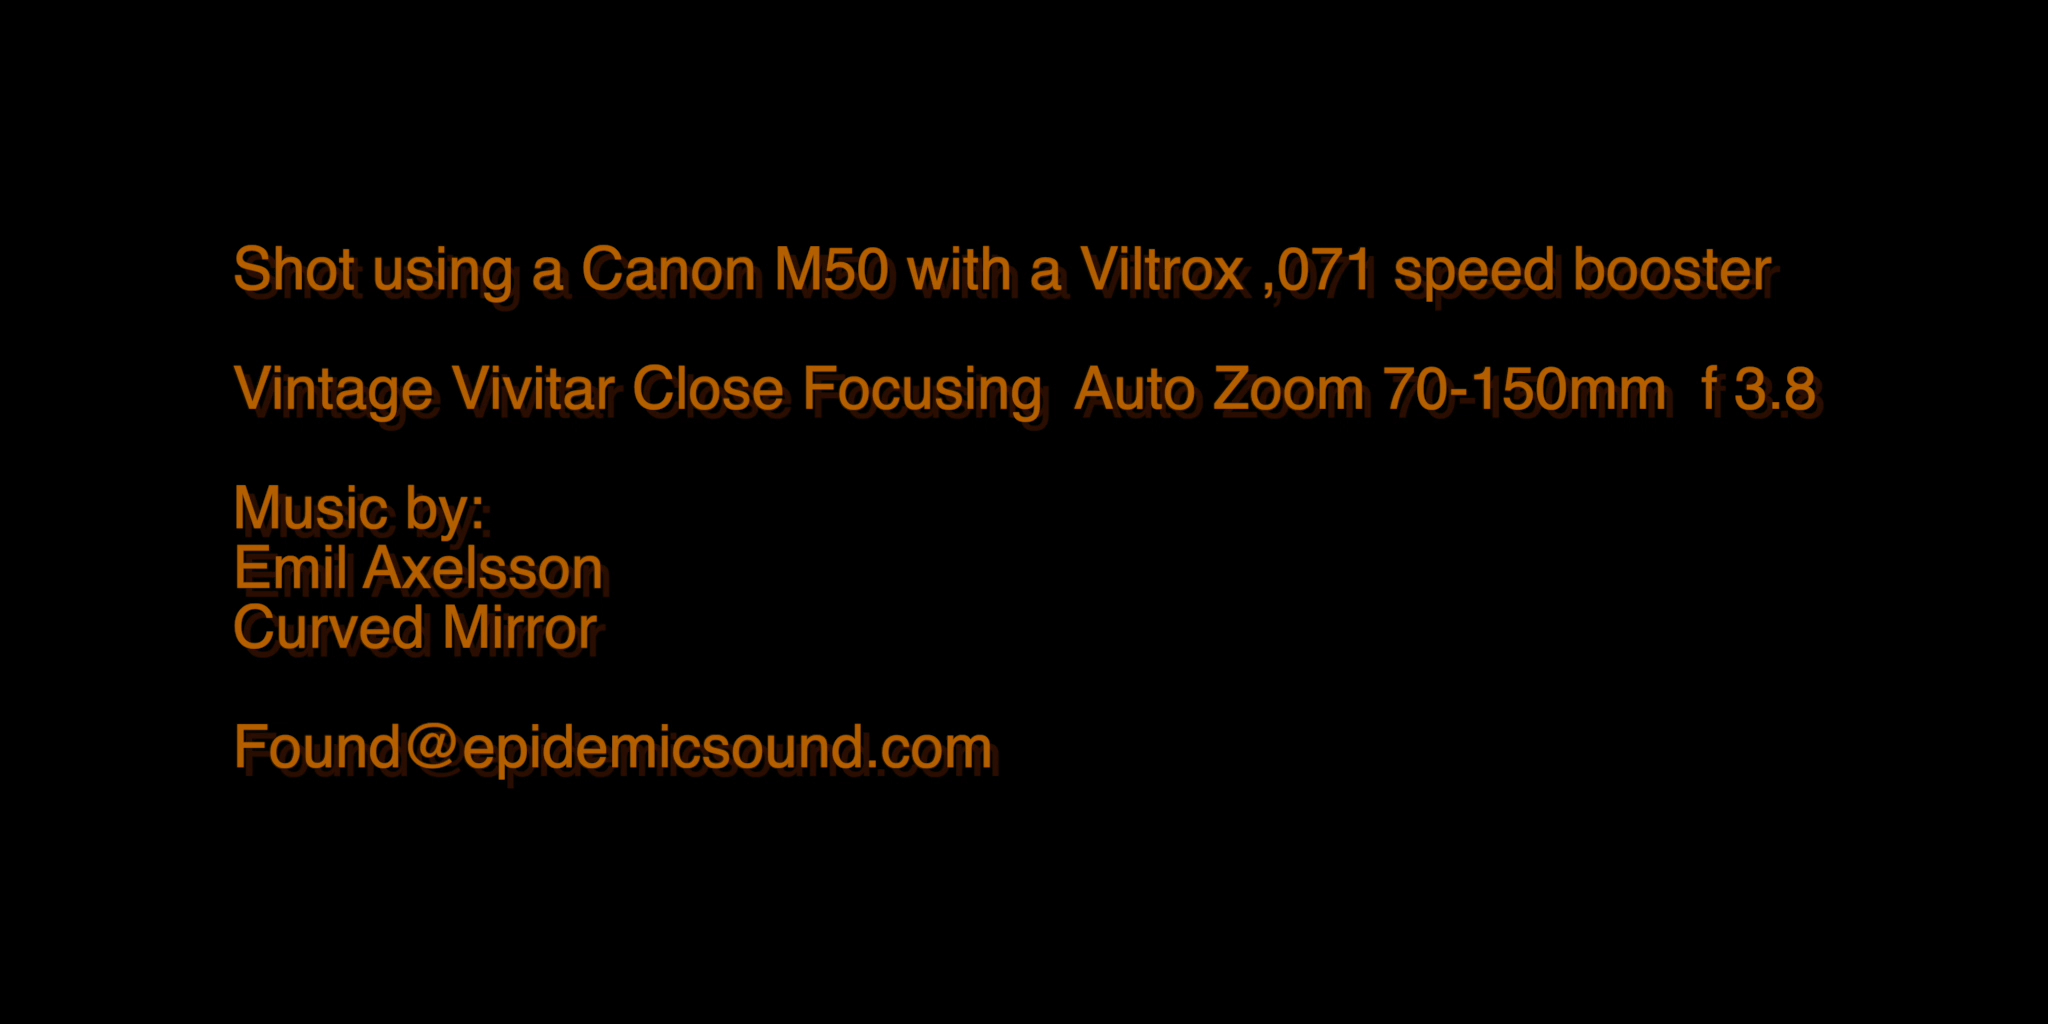 Shot using a Canon M50 with a Viltrox ,071 speed booster
Vintage Vivitar Close Focusing  Auto Zoom 70-150mm  f 3.8
Music by:
Emil Axelsson
Curved Mirror
Found@epidemicsound.com